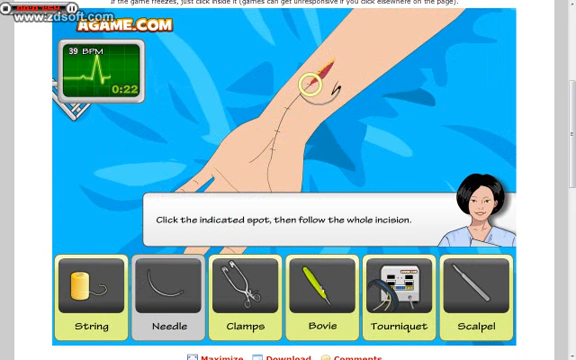 If the game freezes, just click inside it (games can get unresponsive if you click elsewhere on the page).
www.zdsoft.com
AGAME.COM
39 BPM
0:22
Click the indicated spot, then follow the whole incision.
String
Needle
Clamps
Bovie
Tourniquet
Scalpel
Maximize
Download
Comments